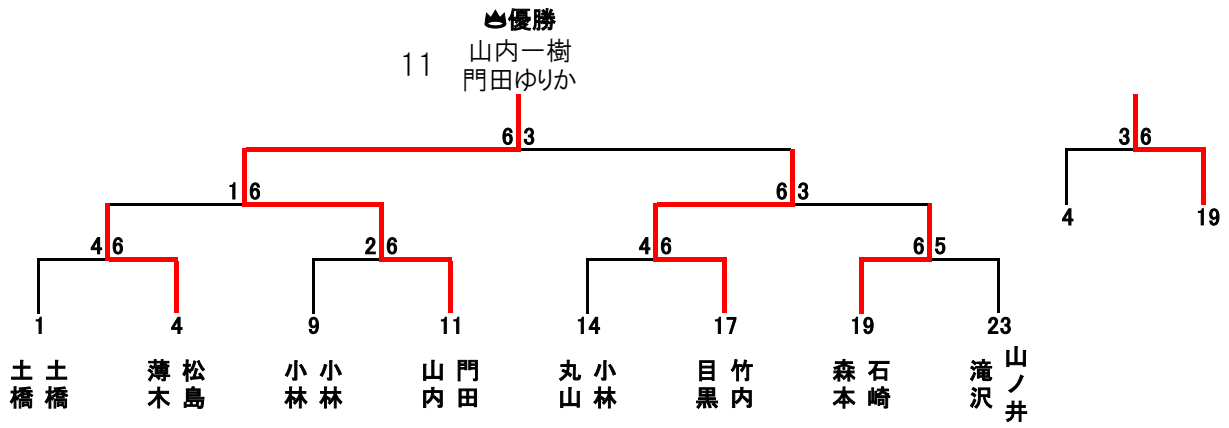 優勝
11 山内一樹
門田ゆりか
6 3
3 6
1 6
6 3
4 19
4 6
2 6
4 6
6 5
1 4 9 11 14 17 19 23
土橋 土橋
薄木 松島
小林 小林
山内 門田
丸山 小林
目黒 竹内
森本 石崎
滝沢 山ノ井